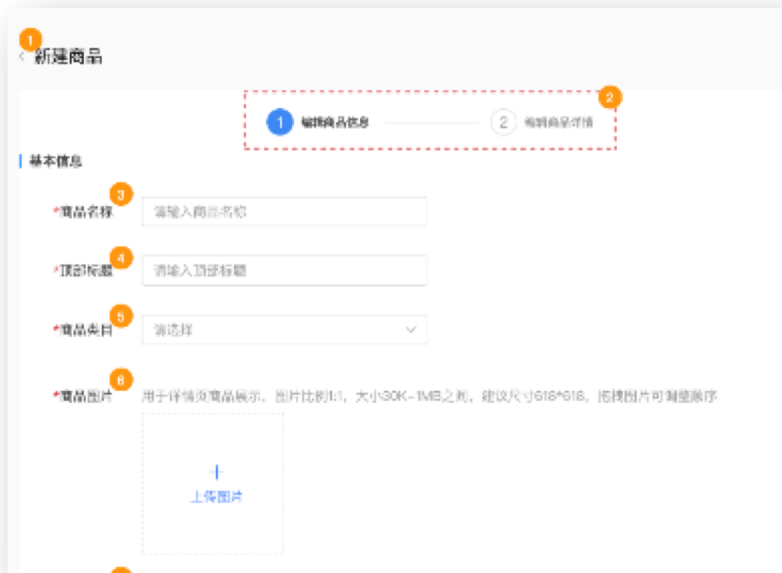 1
新建商品
2
1 编辑商品信息 2 编辑商品详情
基本信息
3
*商品名称 请输入商品名称
4
*顶部标题 请输入顶部标题
5
*商品类目 请选择
6
*商品图片 用于详情页商品展示，图片比例1:1，大小30K-1MB之间，建议尺寸618*618，拖拽图片可调整顺序
上传图片